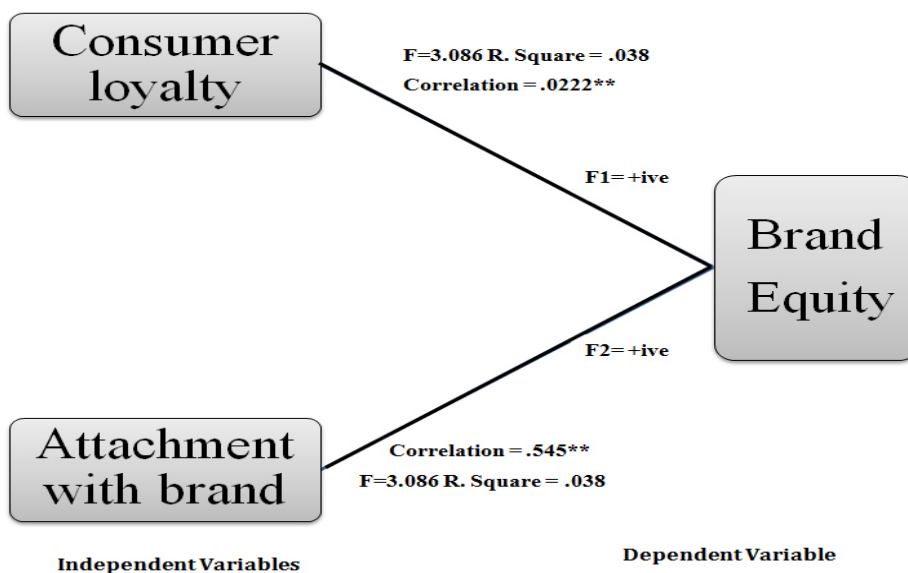 Consumer
loyalty
F=3.086 R. Square = .038
Correlation = .0222**
F1= +ive
Brand
Equity
F2= +ive
Attachment
with brand
Correlation = .545**
F=3.086 R. Square = .038
Independent Variables
Dependent Variable